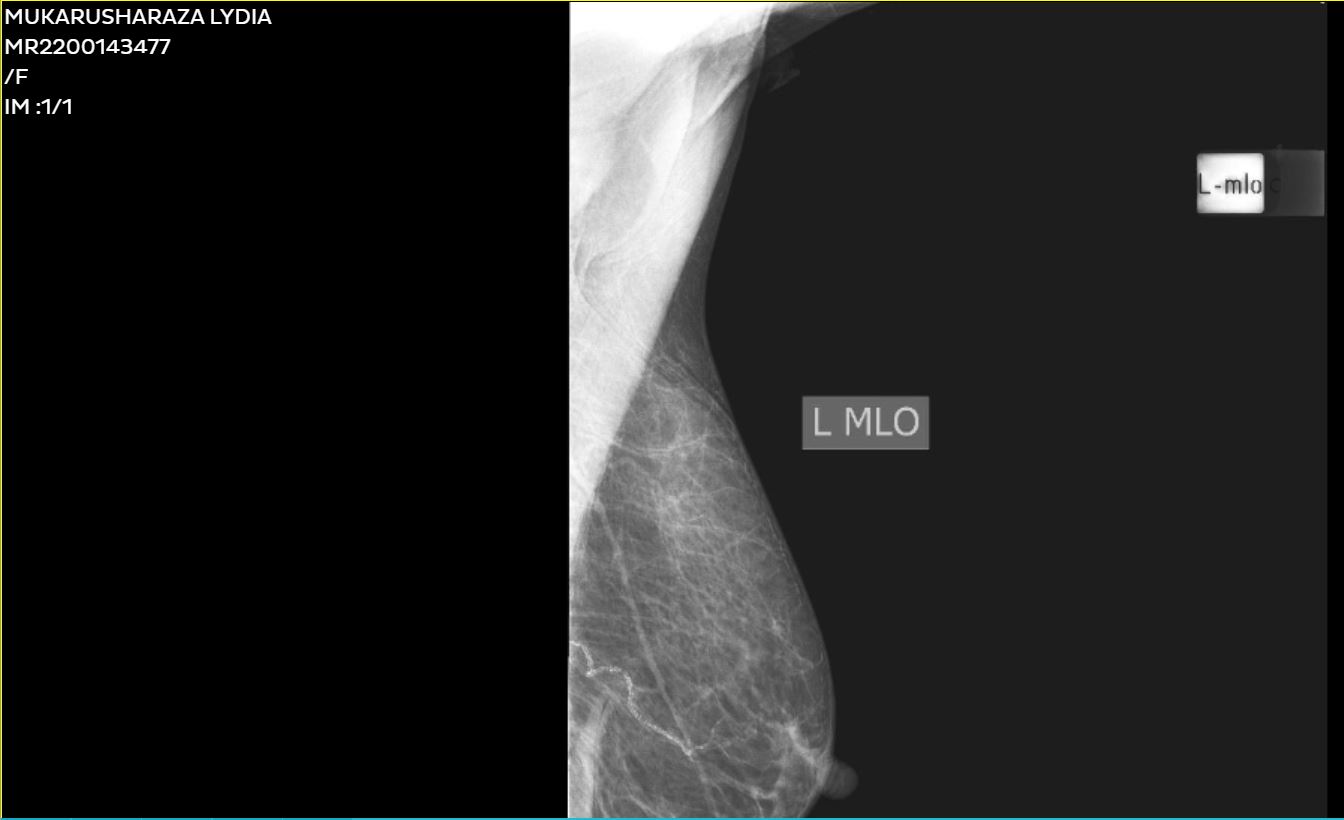 MUKARUSHARAZA LYDIA
MR2200143477
/F
IM :1/1
L-mlo
L MLO